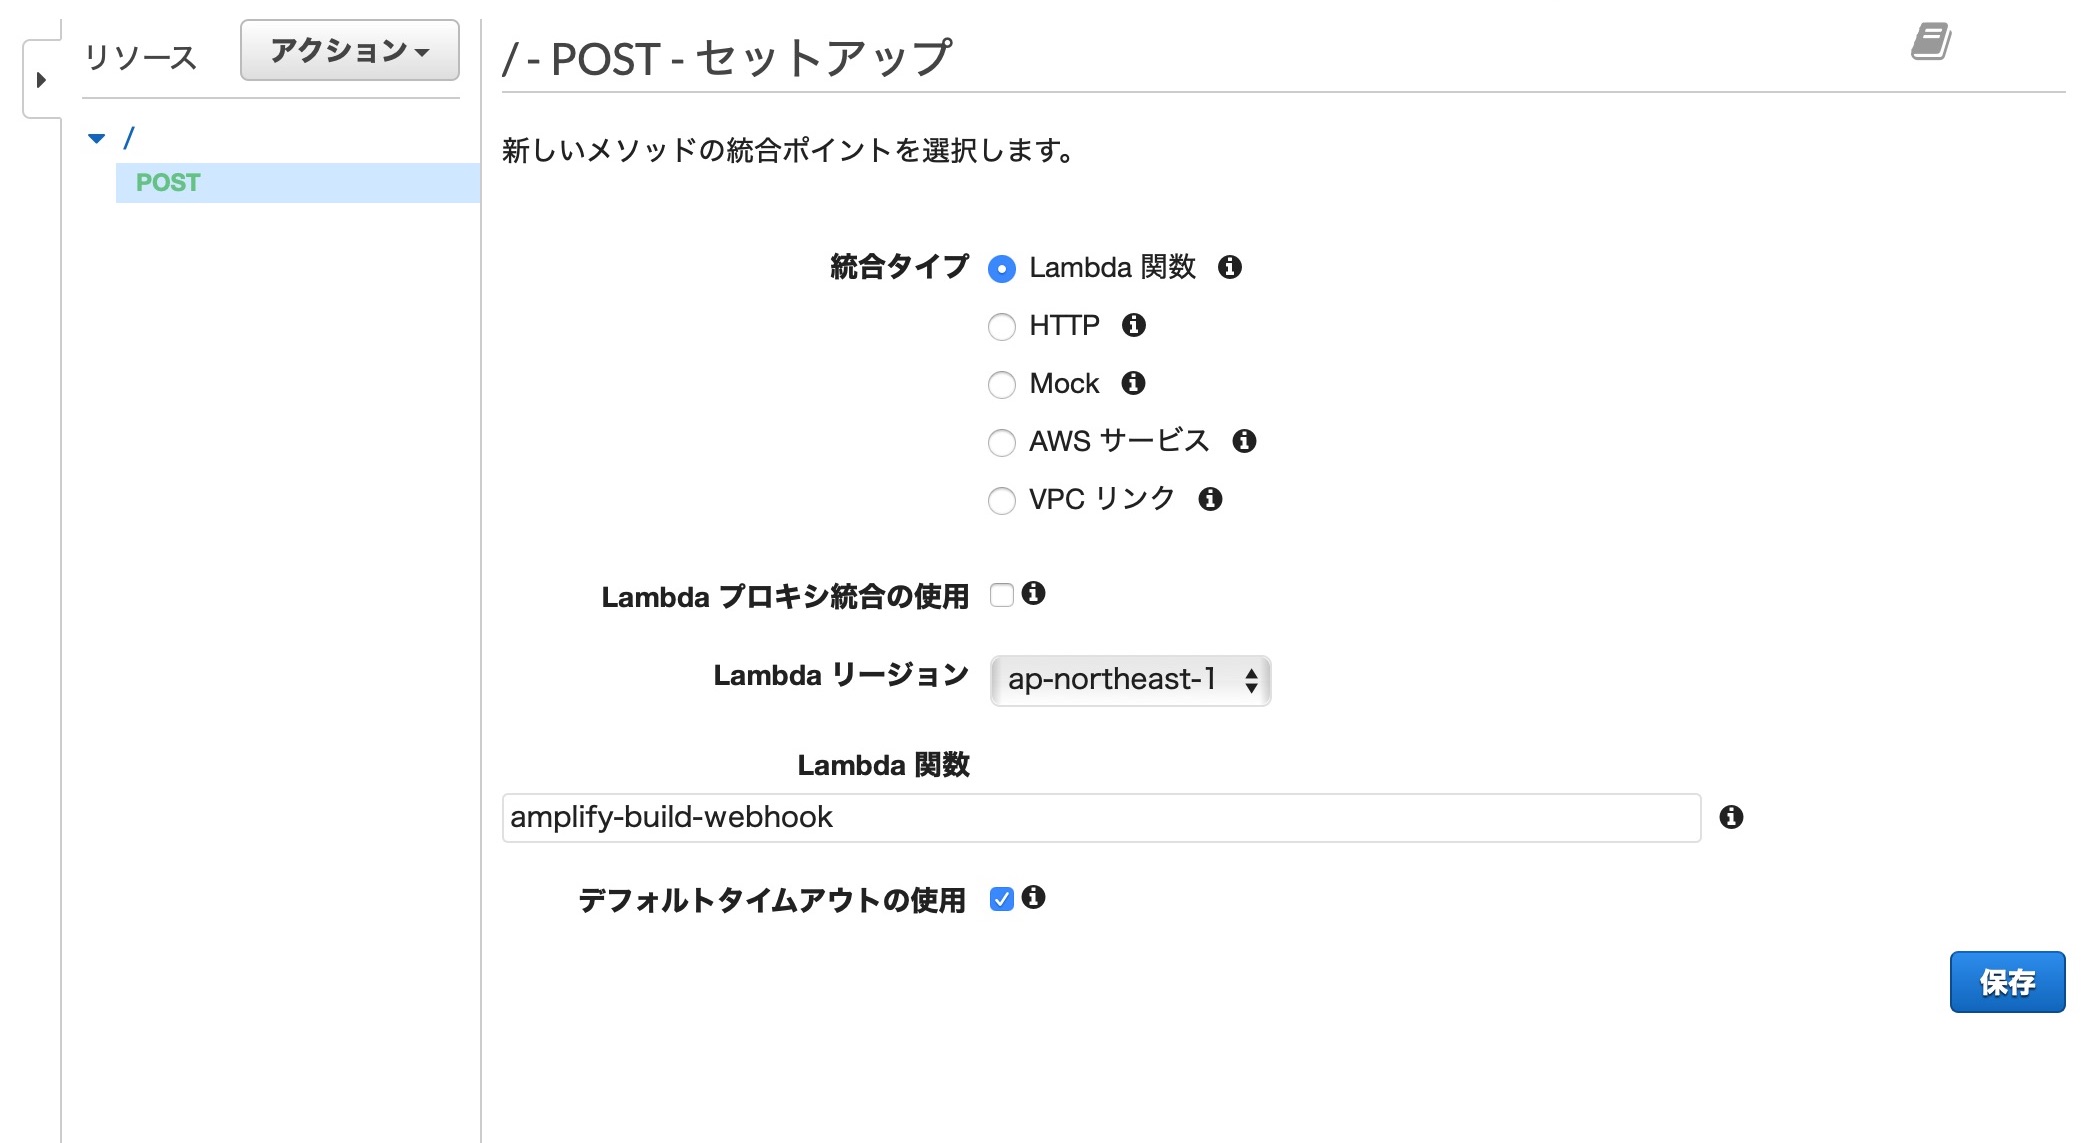 リソース
アクション
/
POST
/ - POST - セットアップ
新しいメソッドの統合ポイントを選択します。
統合タイプ Lambda 関数
HTTP
Mock
AWS サービス
VPC リンク
Lambda プロキシ統合の使用
Lambda リージョン ap-northeast-1
Lambda 関数
amplify-build-webhook
デフォルトタイムアウトの使用
保存